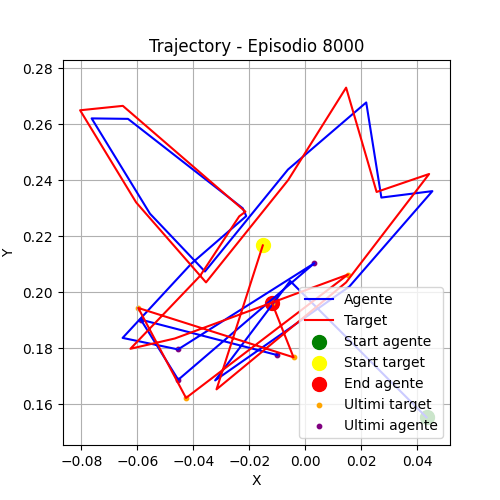 Trajectory - Episodio 8000
0.28
0.26
0.24
0.22
0.20
0.18
0.16
Y
−0.08 −0.06 −0.04 −0.02 0.00 0.02 0.04
X
Agente
Target
Start agente
Start target
End agente
Ultimi target
Ultimi agente